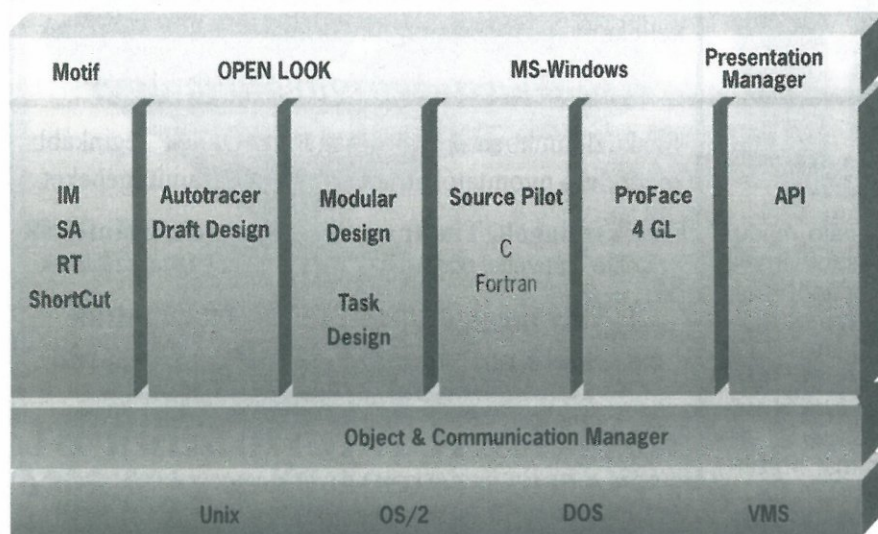 Motif OPEN LOOK MS-Windows Presentation Manager
IM
SA
RT
ShortCut
Autotracer
Draft Design
Modular
Design
Task
Design
Source Pilot
C
Fortran
ProFace
4 GL
API
Object & Communication Manager
Unix OS/2 DOS VMS